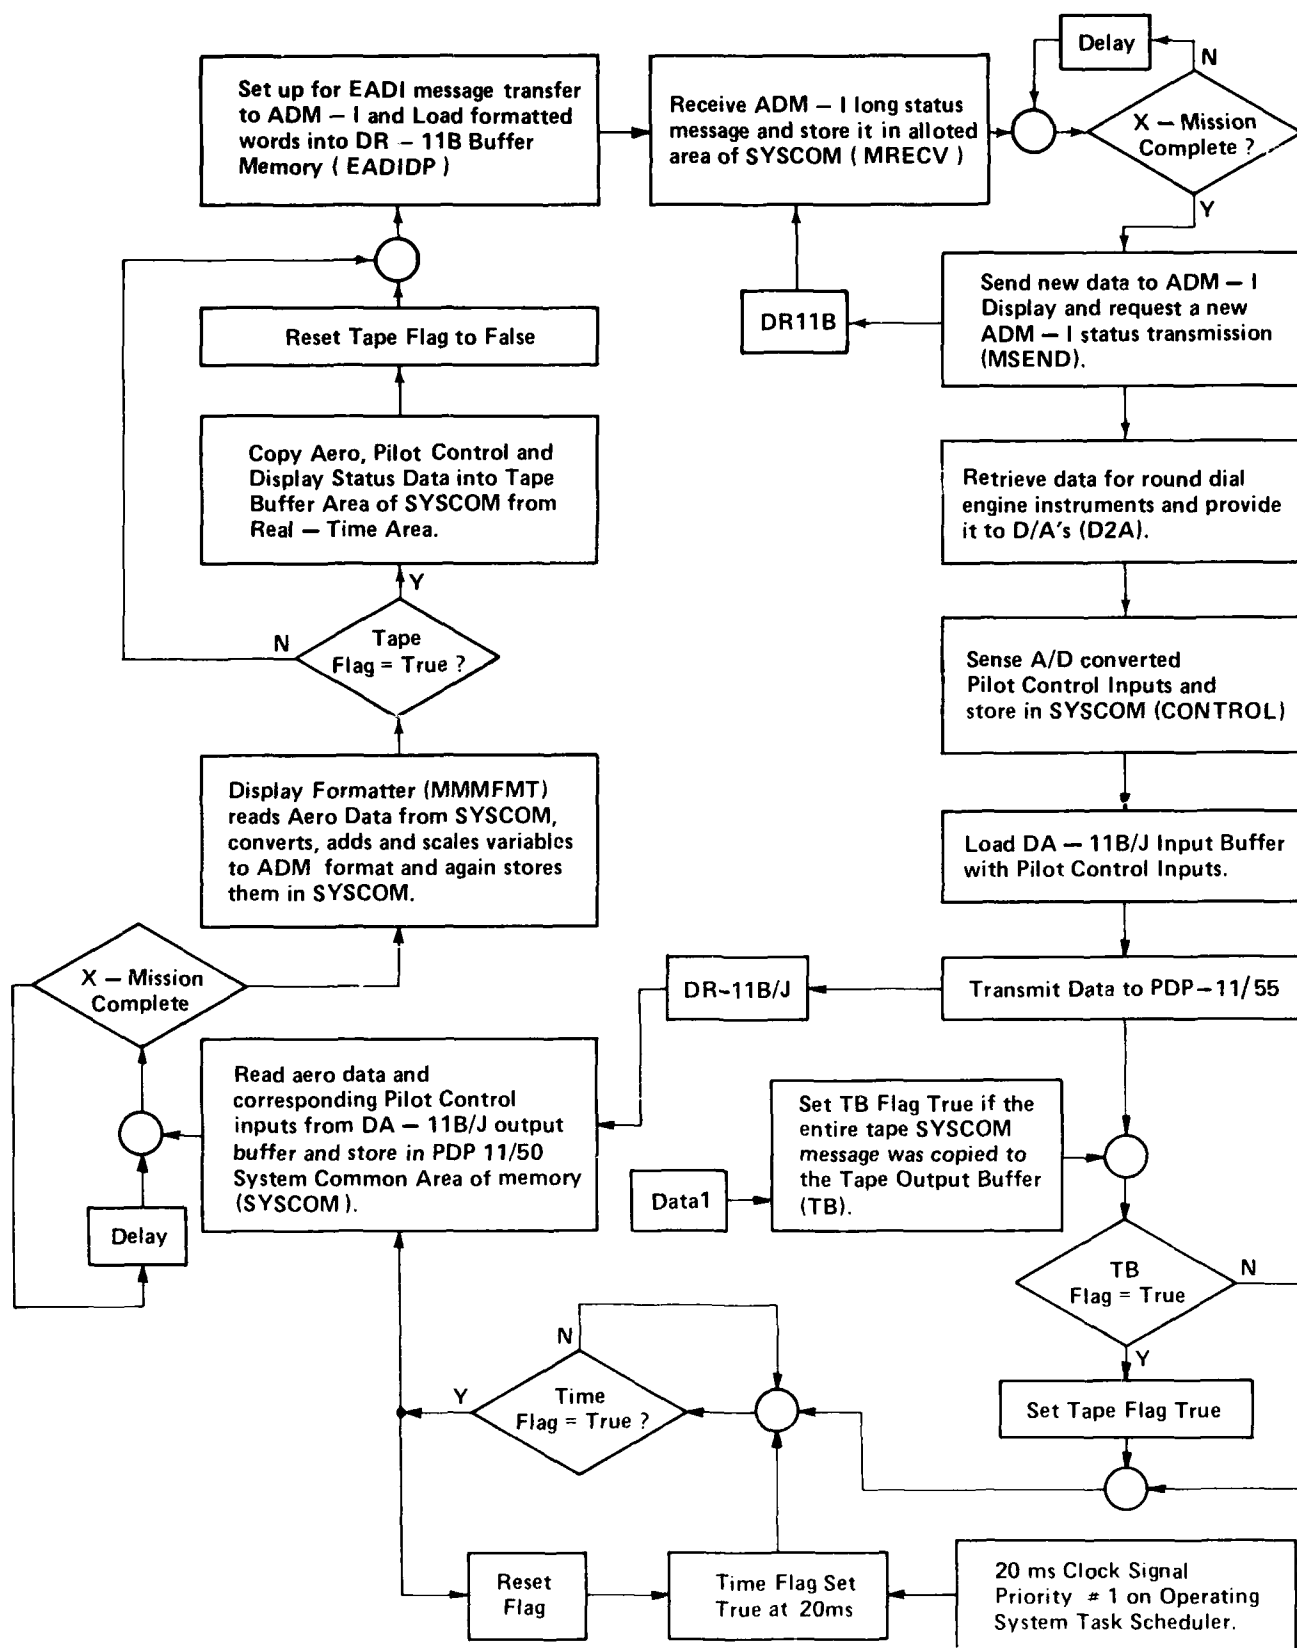 Delay
N
X – Mission
Complete ?
Y
Set up for EADI message transfer
to ADM – I and Load formatted
words into DR – 11B Buffer
Memory ( EADIDP )
Receive ADM – I long status
message and store it in alloted
area of SYSCOM ( MRECV )
Send new data to ADM – I
Display and request a new
ADM – I status transmission
(MSEND).
DR11B
Reset Tape Flag to False
Copy Aero, Pilot Control and
Display Status Data into Tape
Buffer Area of SYSCOM from
Real – Time Area.
Retrieve data for round dial
engine instruments and provide
it to D/A's (D2A).
Y
N
Tape
Flag = True ?
Sense A/D converted
Pilot Control Inputs and
store in SYSCOM (CONTROL)
Display Formatter (MMMFMT)
reads Aero Data from SYSCOM,
converts, adds and scales variables
to ADM format and again stores
them in SYSCOM.
Load DA – 11B/J Input Buffer
with Pilot Control Inputs.
X – Mission
Complete
DR-11B/J
Transmit Data to PDP-11/55
Read aero data and
corresponding Pilot Control
inputs from DA – 11B/J output
buffer and store in PDP 11/50
System Common Area of memory
(SYSCOM).
Delay
Set TB Flag True if the
entire tape SYSCOM
message was copied to
the Tape Output Buffer
(TB).
Data1
TB
Flag = True
N
Y
N
Y
Time
Flag = True ?
Set Tape Flag True
Reset
Flag
Time Flag Set
True at 20ms
20 ms Clock Signal
Priority # 1 on Operating
System Task Scheduler.